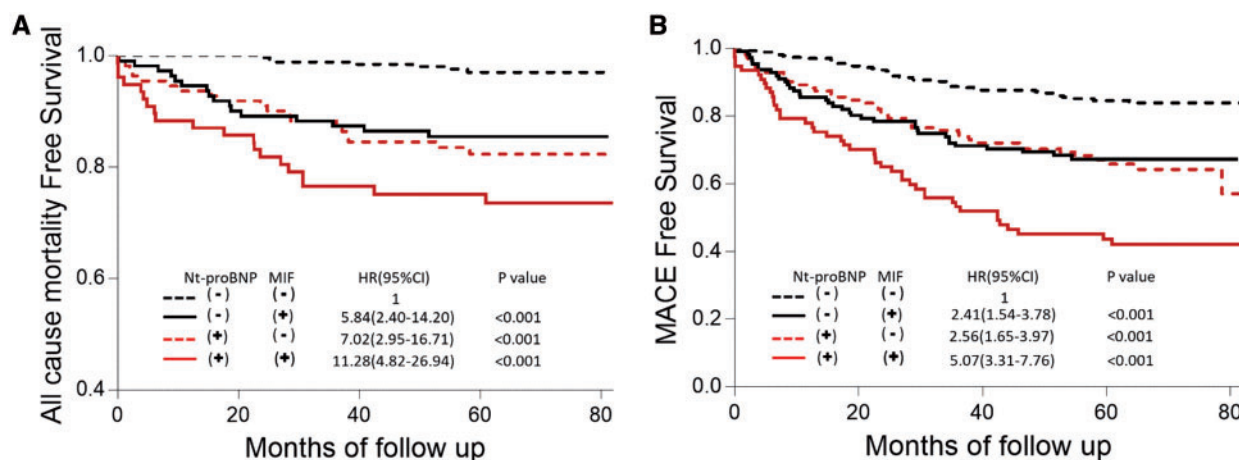 A
All cause mortality Free Survival
1.0
0.8
0.6
0.4
Nt-proBNP MIF HR(95%CI) P value
(-) (-) 1
(-) (+) 5.84(2.40-14.20) <0.001
(+) (-) 7.02(2.95-16.71) <0.001
(+) (+) 11.28(4.82-26.94) <0.001
0 20 40 60 80
Months of follow up
B
MACE Free Survival
1.0
0.8
0.6
0.4
0.2
0.0
Nt-proBNP MIF HR(95%CI) P value
(-) (-) 1
(-) (+) 2.41(1.54-3.78) <0.001
(+) (-) 2.56(1.65-3.97) <0.001
(+) (+) 5.07(3.31-7.76) <0.001
0 20 40 60 80
Months of follow up